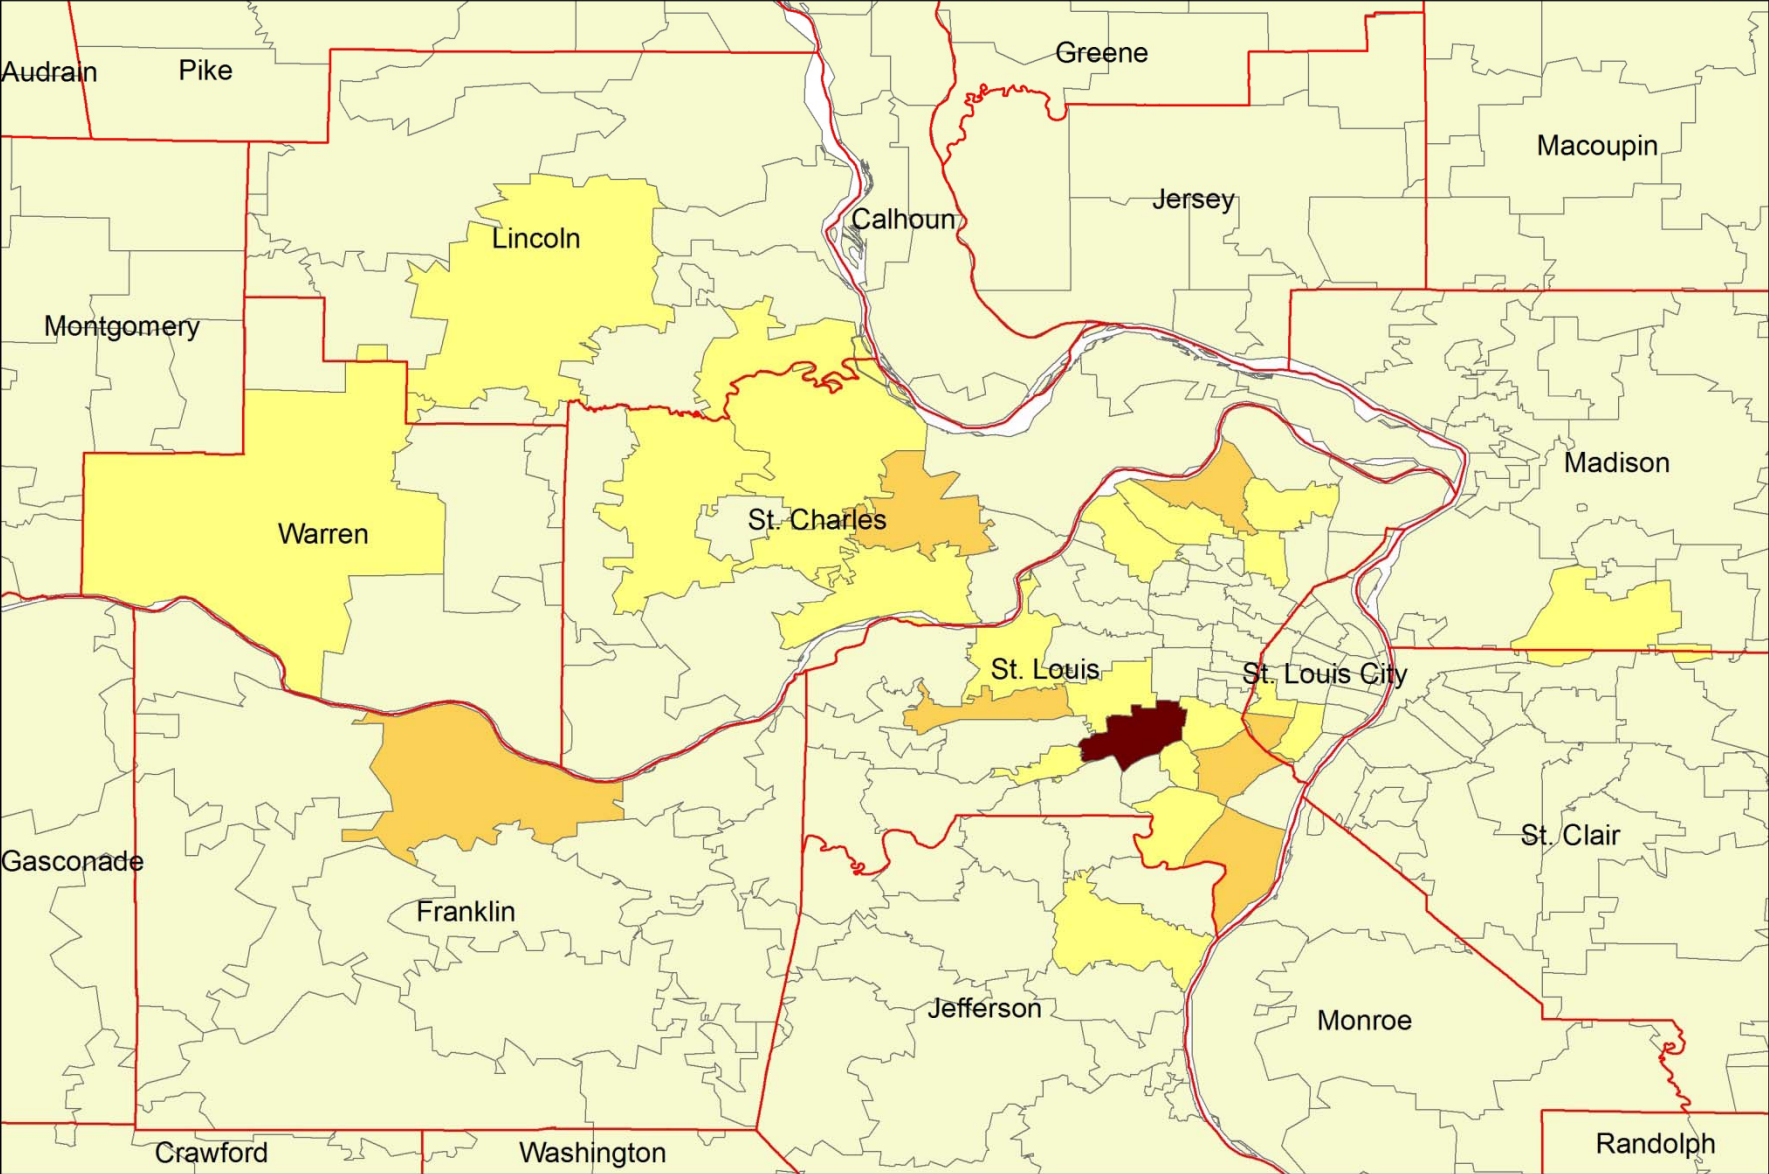 Greene
Audrain
Pike
Macoupin
Jersey
Calhoun
Lincoln
Montgomery
Madison
St. Charles
Warren
St. Louis
St. Louis City
St. Clair
Gasconade
Franklin
Jefferson
Monroe
Randolph
Crawford
Washington